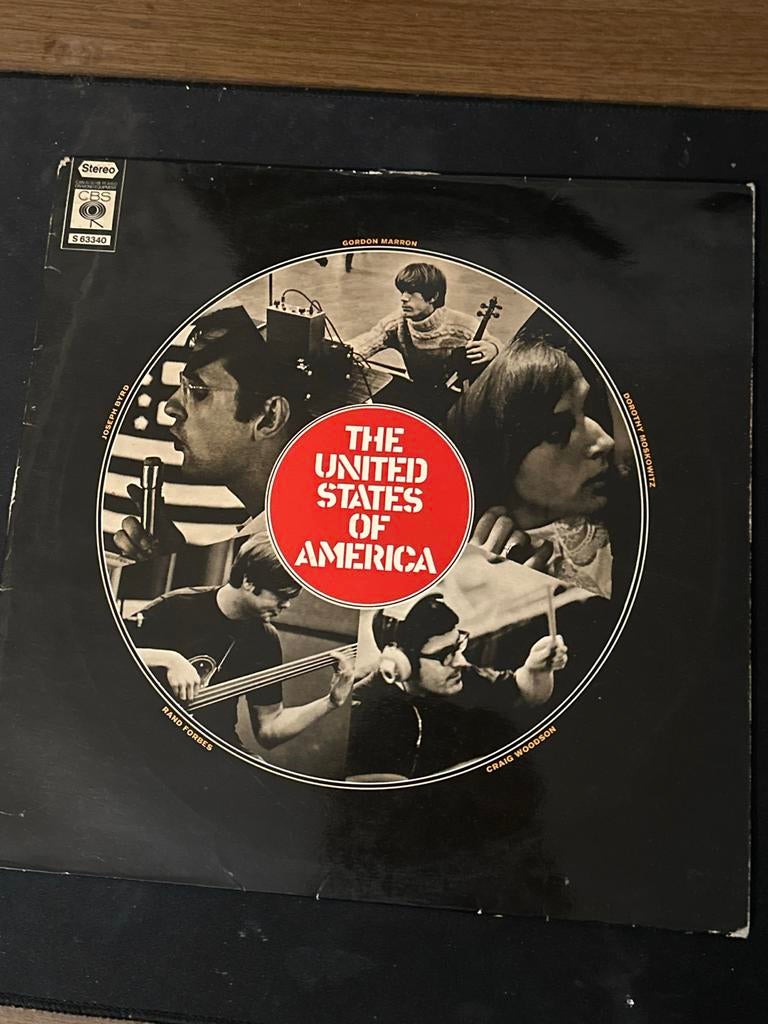 Stereo
CBS
S 63340
GORDON MARRON
JOSEPH BYRD
DOROTHY MOSKOWITZ
THE
UNITED
STATES
OF
AMERICA
RAND FORBES
CRAIG WOODSON